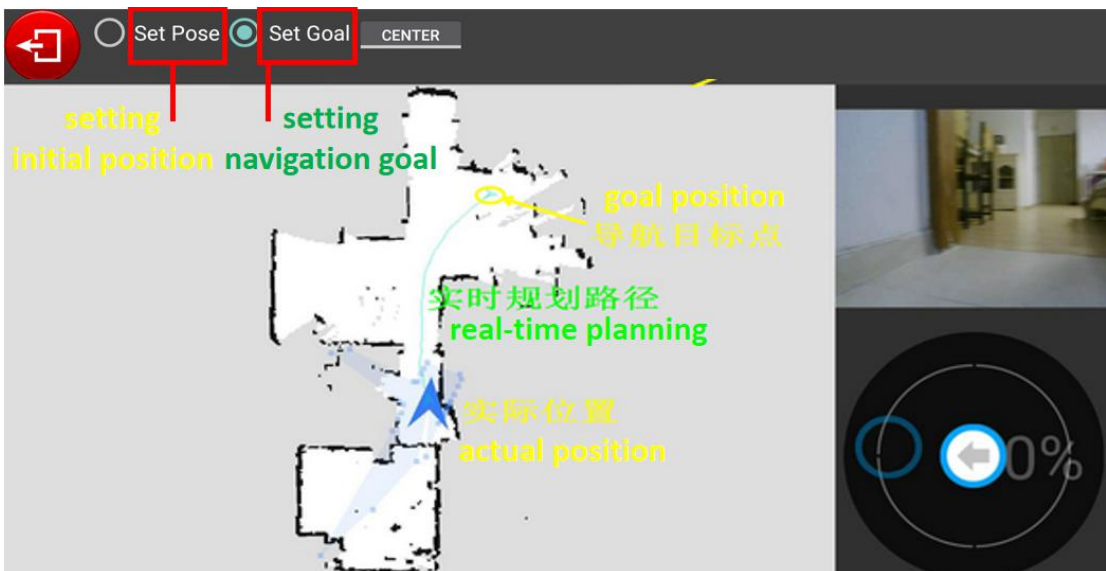 Set Pose
Set Goal
CENTER
setting
initial position
setting
navigation goal
goal position
导航目标点
实时规划路径
real-time planning
实际位置
actual position
0%